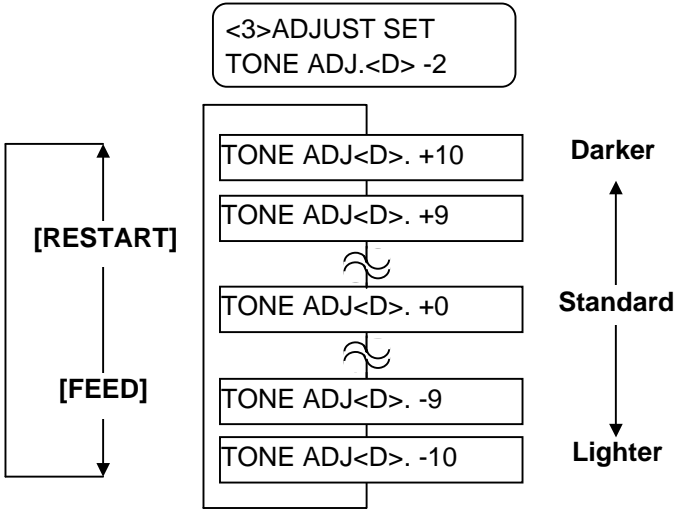 <3>ADJUST SET
TONE ADJ.<D> -2
TONE ADJ<D>. +10
Darker
TONE ADJ<D>. +9
[RESTART]
TONE ADJ<D>. +0
Standard
[FEED]
TONE ADJ<D>. -9
TONE ADJ<D>. -10
Lighter